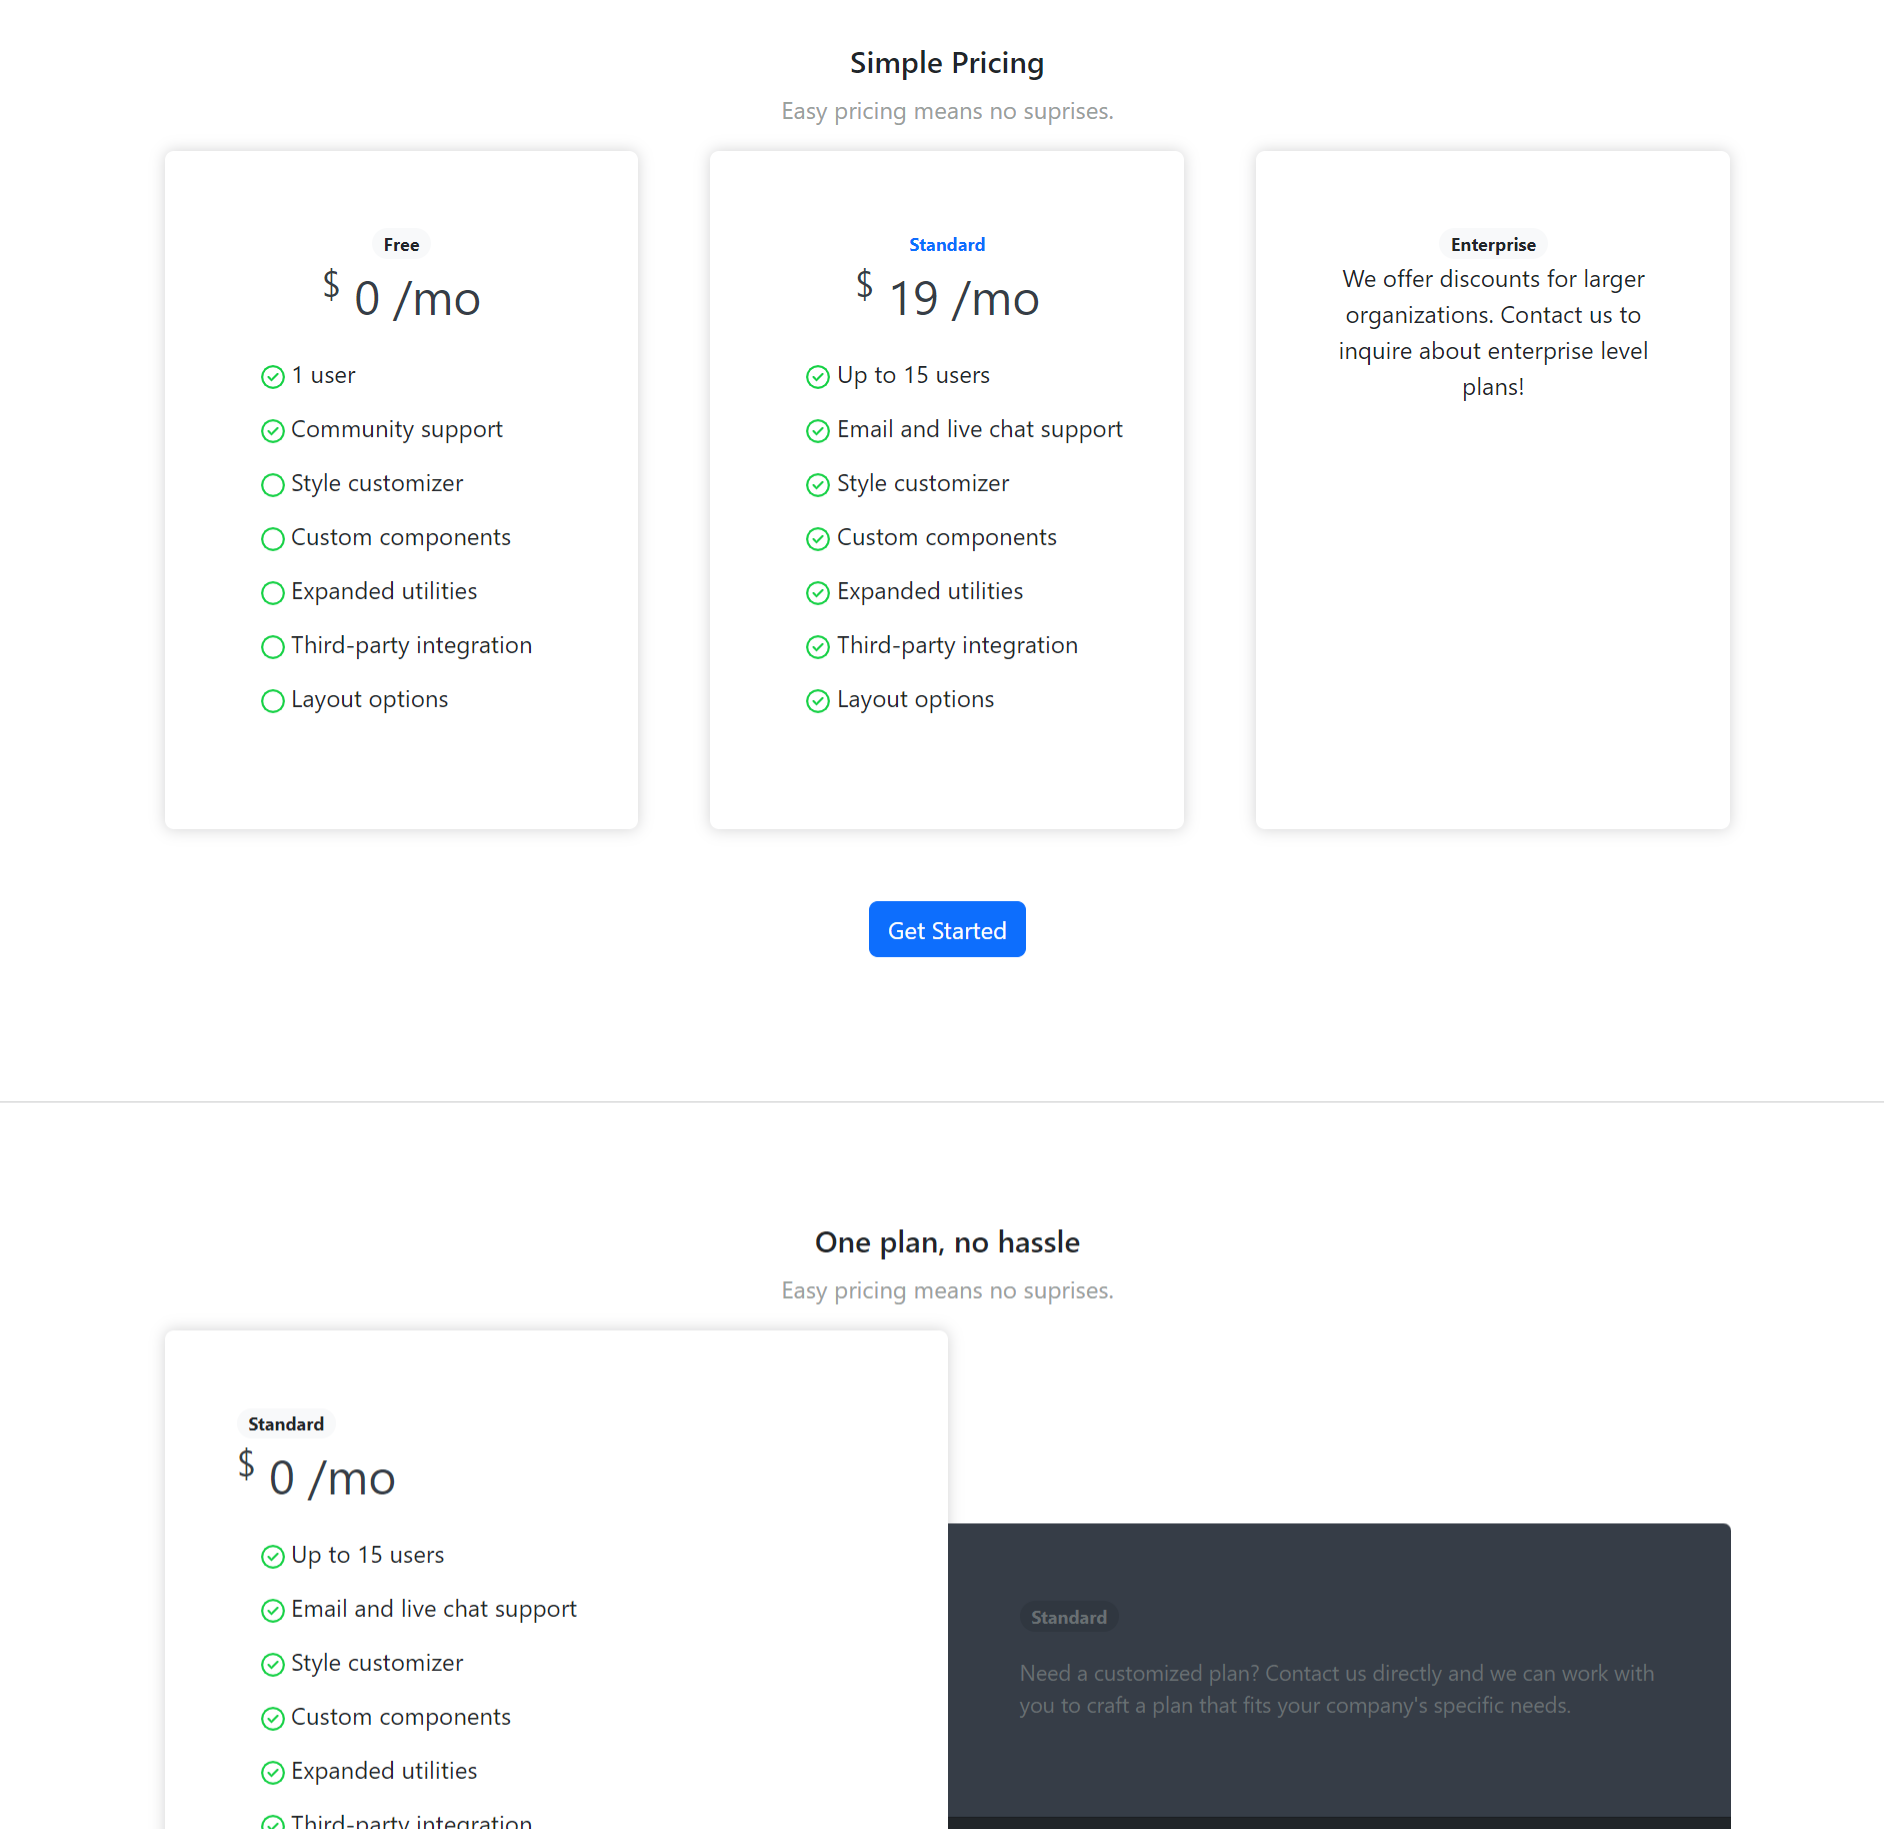 Simple Pricing
Easy pricing means no suprises.
Free
$ 0 /mo
1 user
Community support
Style customizer
Custom components
Expanded utilities
Third-party integration
Layout options
Standard
$ 19 /mo
Up to 15 users
Email and live chat support
Style customizer
Custom components
Expanded utilities
Third-party integration
Layout options
Enterprise
We offer discounts for larger
organizations. Contact us to
inquire about enterprise level
plans!
Get Started
One plan, no hassle
Easy pricing means no suprises.
Standard
$ 0 /mo
Up to 15 users
Email and live chat support
Style customizer
Custom components
Expanded utilities
Third-party integration
Standard
Need a customized plan? Contact us directly and we can work with
you to craft a plan that fits your company's specific needs.